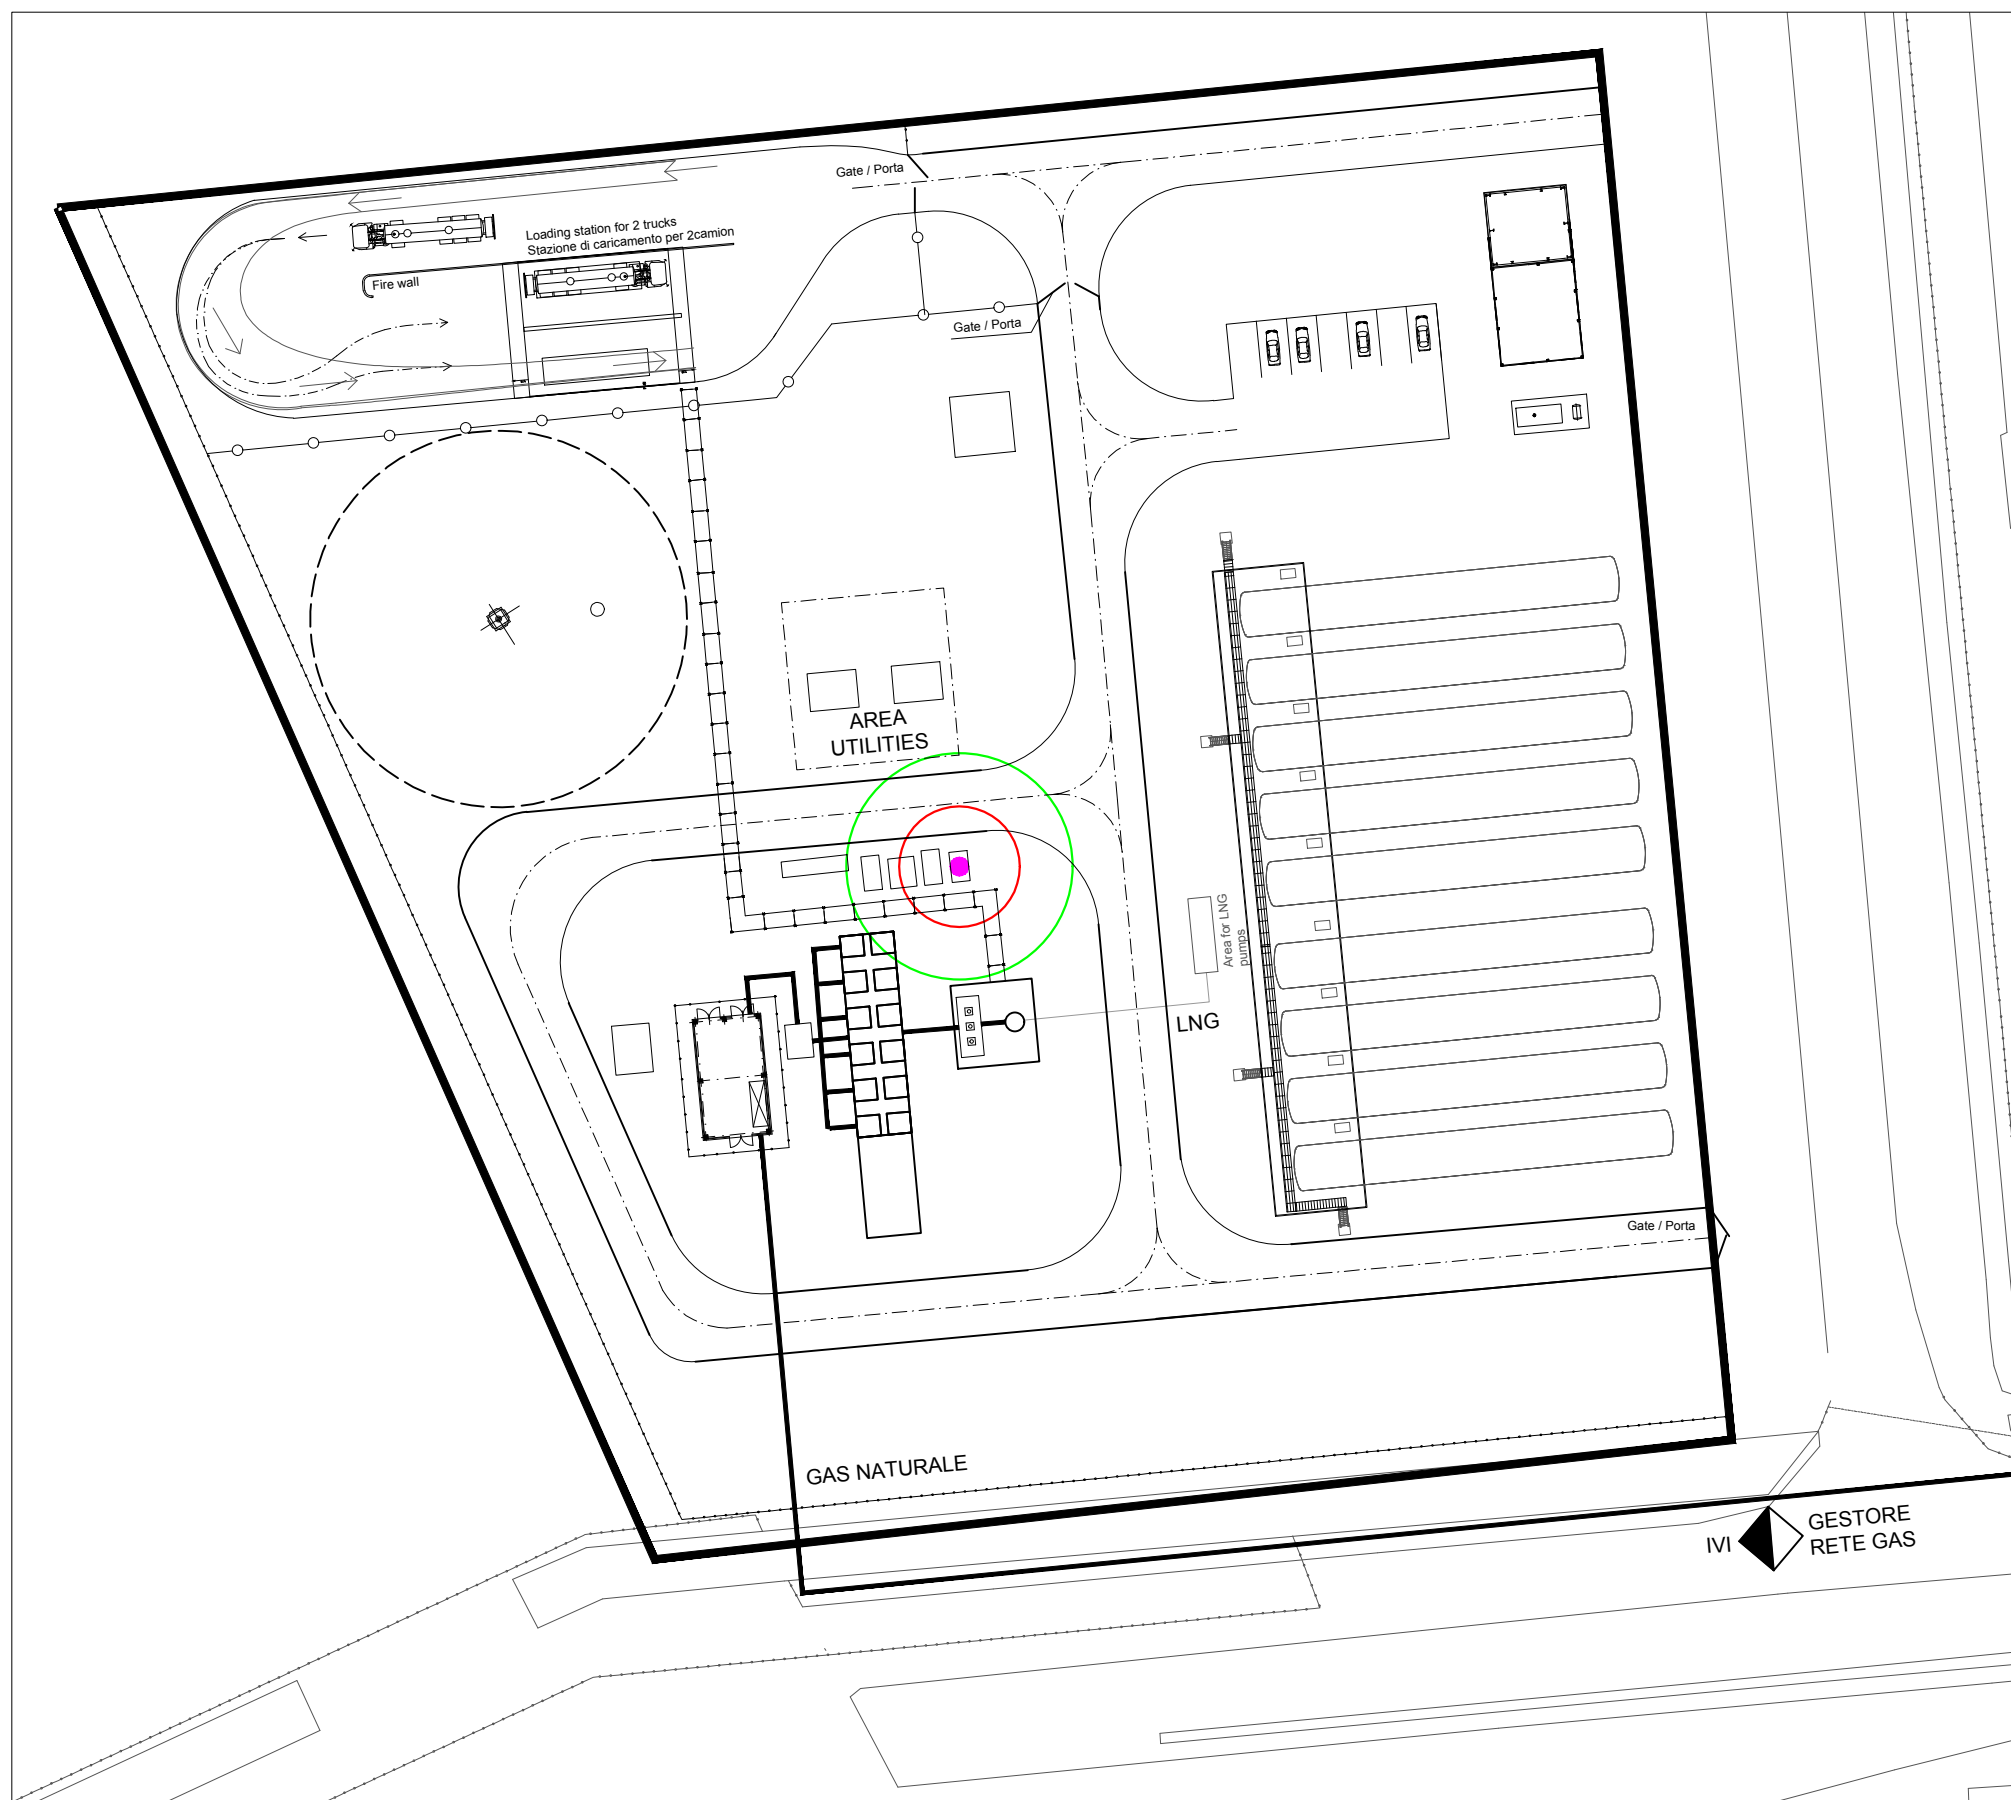 Gate / Porta
Loading station for 2 trucks
Stazione di caricamento per 2camion
Fire wall
Gate / Porta
AREA
UTILITIES
Area for LNG
pumps
LNG
Gate / Porta
GAS NATURALE
IVI
GESTORE
RETE GAS